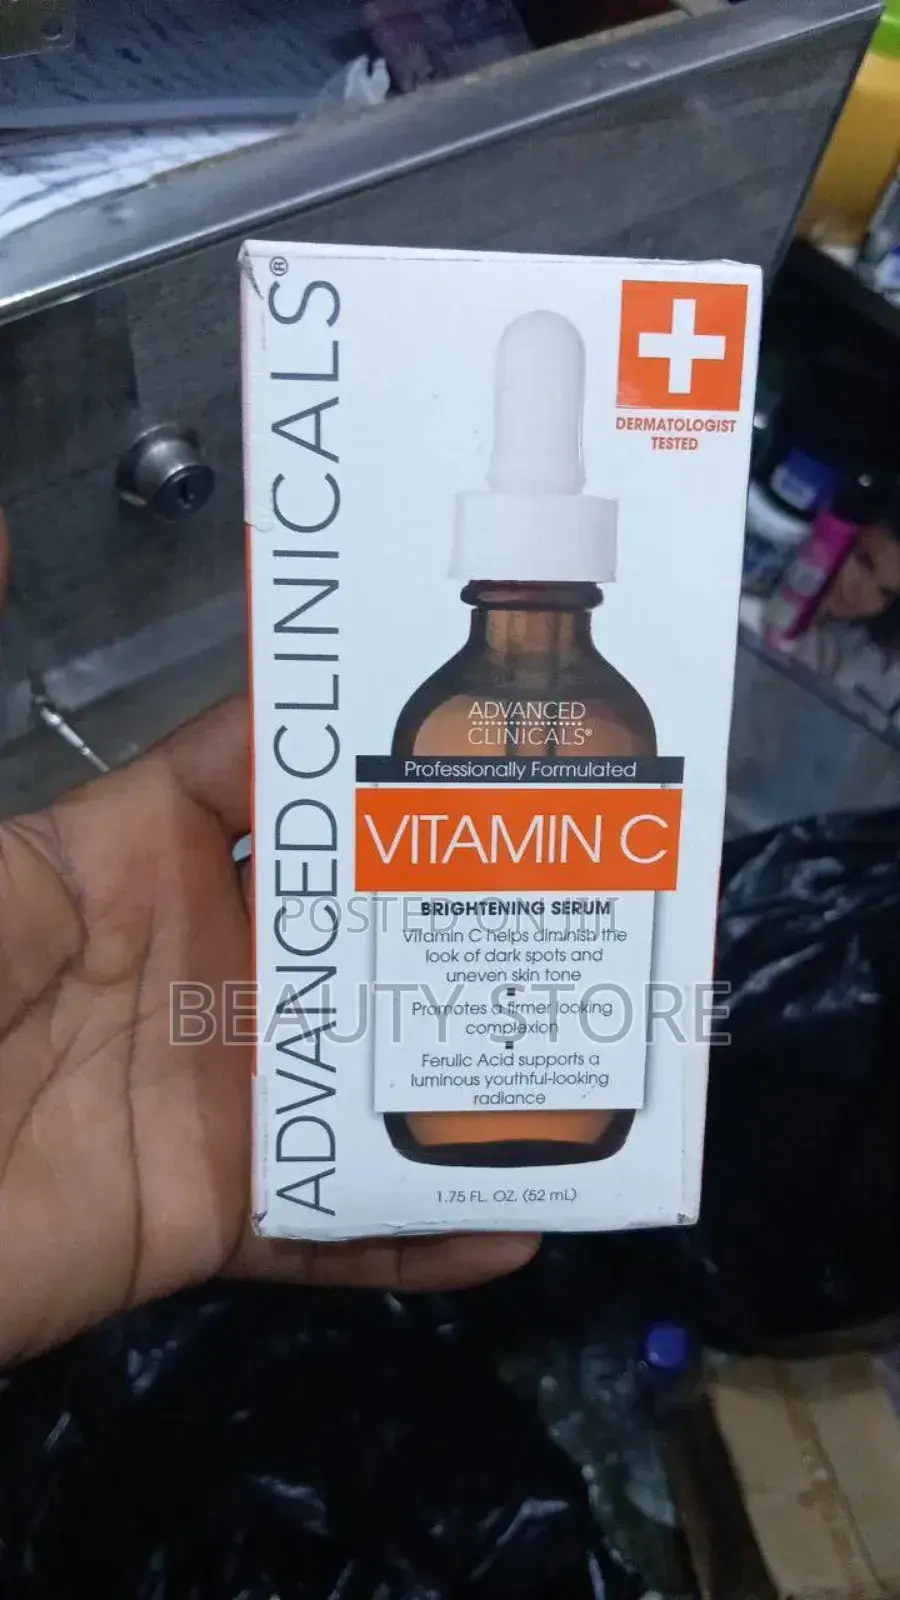 ADVANCED CLINICALS®
DERMATOLOGIST
TESTED
ADVANCED
CLINICALS®
Professionally Formulated
VITAMIN C
BRIGHTENING SERUM
Vitamin C helps diminish the
look of dark spots and
uneven skin tone
Promotes a firmer looking
complexion
Ferulic Acid supports a
luminous youthful-looking
radiance
1.75 FL. OZ. (52 mL)
POSTED ON JIJI
BEAUTY STORE